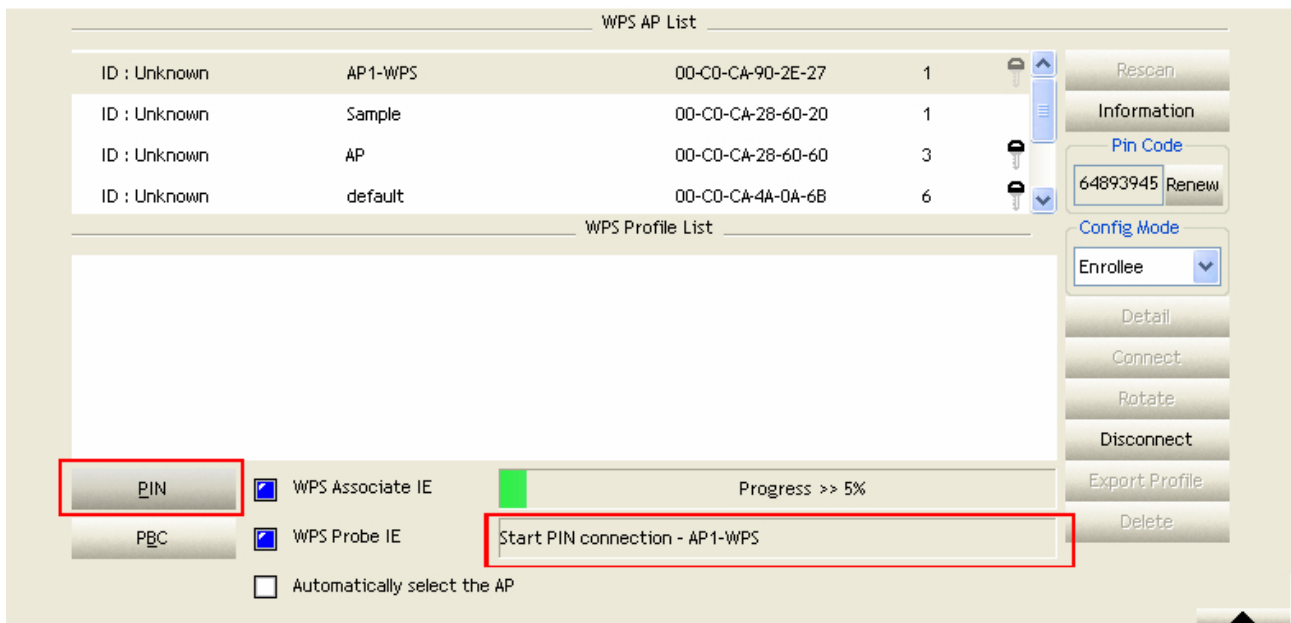 WPS AP List
ID : Unknown AP1-WPS 00-C0-CA-90-2E-27 1
Rescan
ID : Unknown Sample 00-C0-CA-28-60-20 1
Information
ID : Unknown AP 00-C0-CA-28-60-60 3
Pin Code
ID : Unknown default 00-C0-CA-4A-0A-6B 6
64893945 Renew
WPS Profile List
Config Mode
Enrollee
Detail
Connect
Rotate
Disconnect
PIN WPS Associate IE Progress >> 5%
Export Profile
PBC WPS Probe IE Start PIN connection - AP1-WPS
Delete
Automatically select the AP